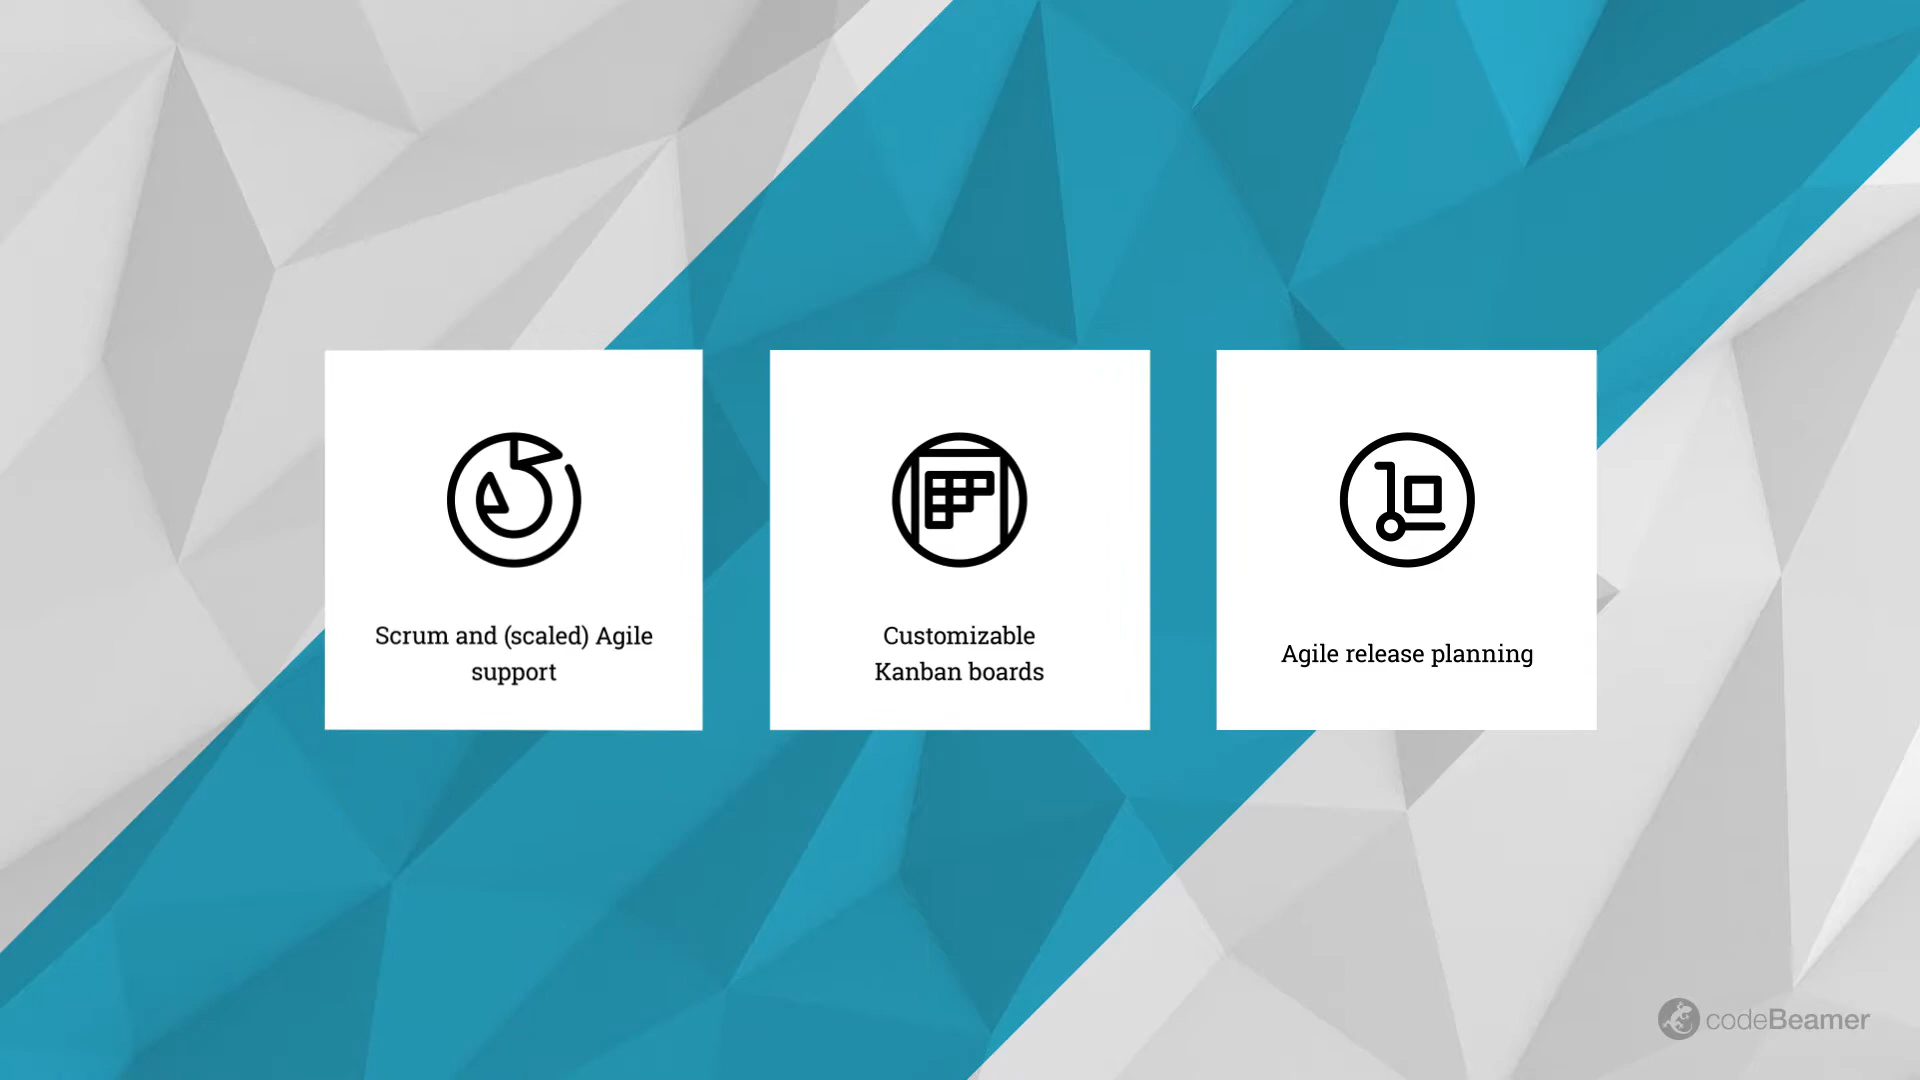 Scrum and (scaled) Agile
support
Customizable
Kanban boards
Agile release planning
codeBeamer